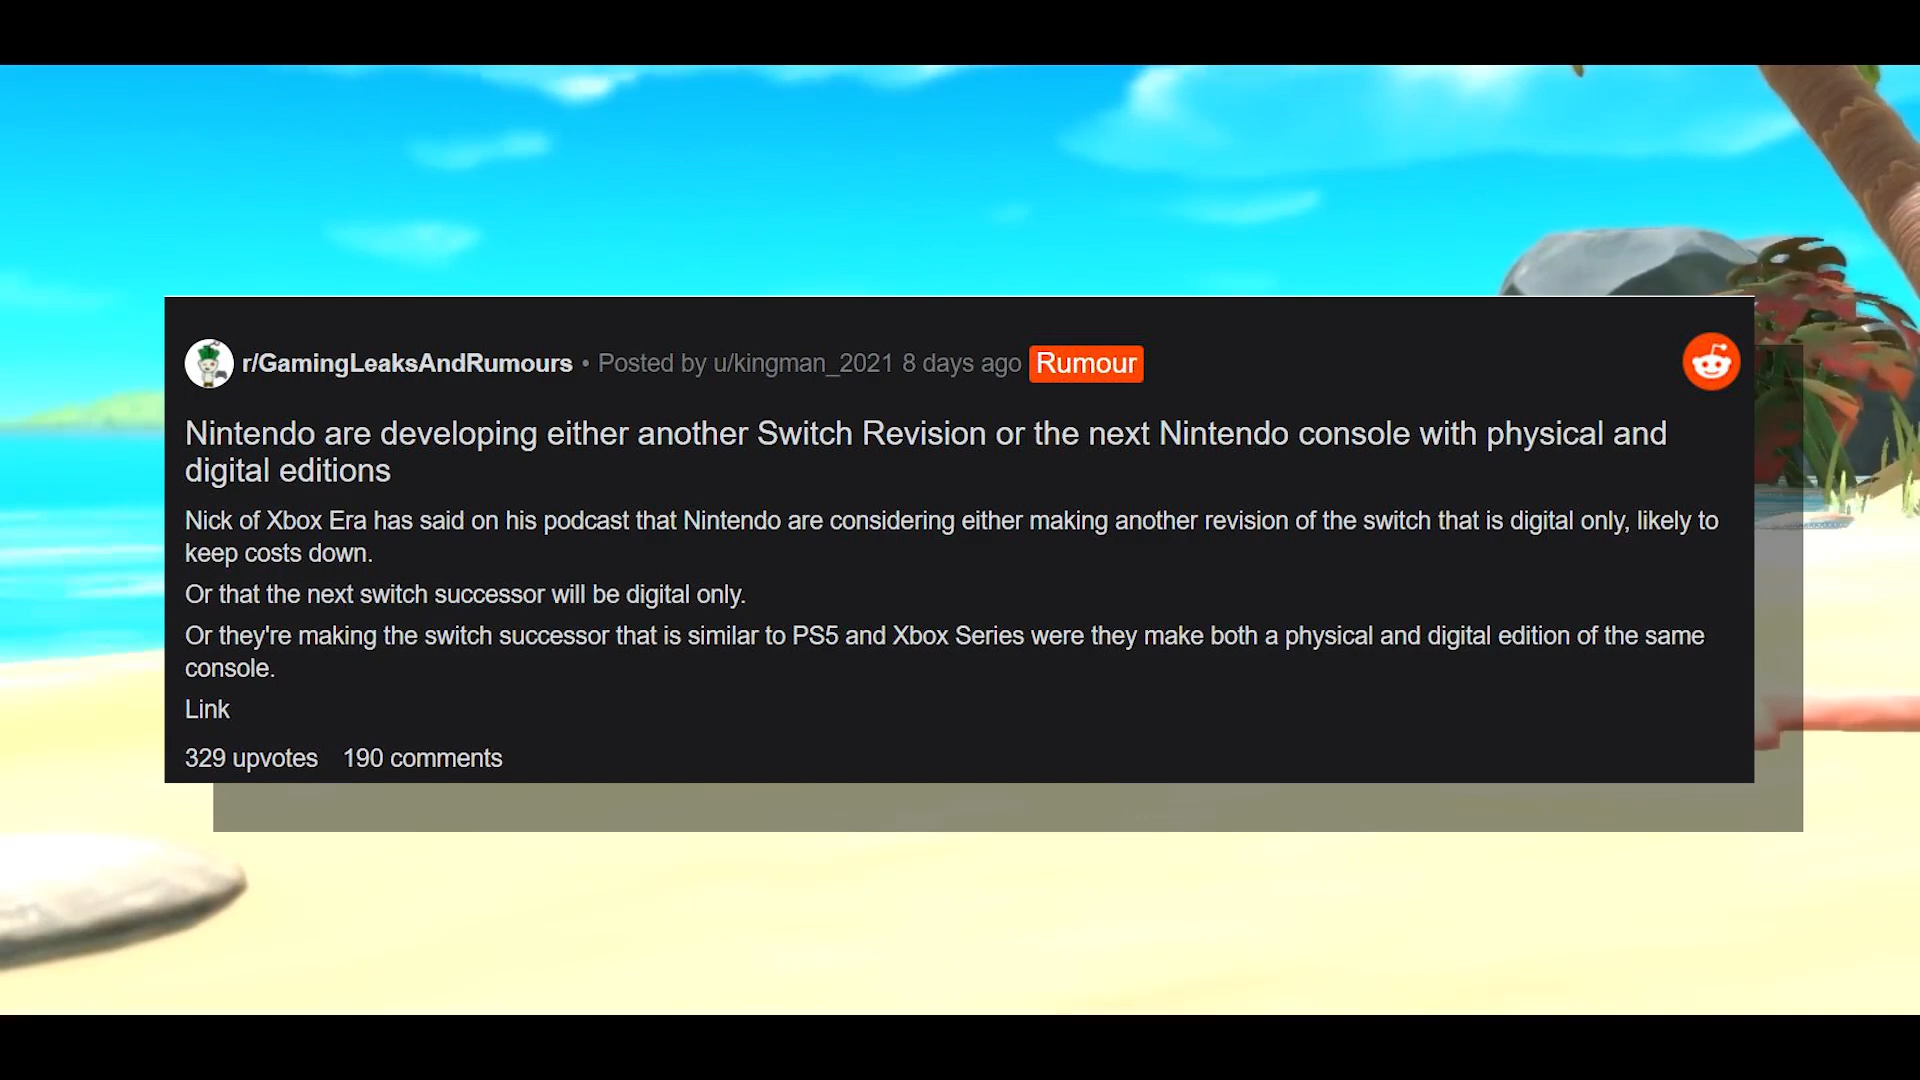 r/GamingLeaksAndRumours • Posted by u/kingman_2021 8 days ago Rumour
Nintendo are developing either another Switch Revision or the next Nintendo console with physical and
digital editions
Nick of Xbox Era has said on his podcast that Nintendo are considering either making another revision of the switch that is digital only, likely to
keep costs down.
Or that the next switch successor will be digital only.
Or they're making the switch successor that is similar to PS5 and Xbox Series were they make both a physical and digital edition of the same
console.
Link
329 upvotes 190 comments